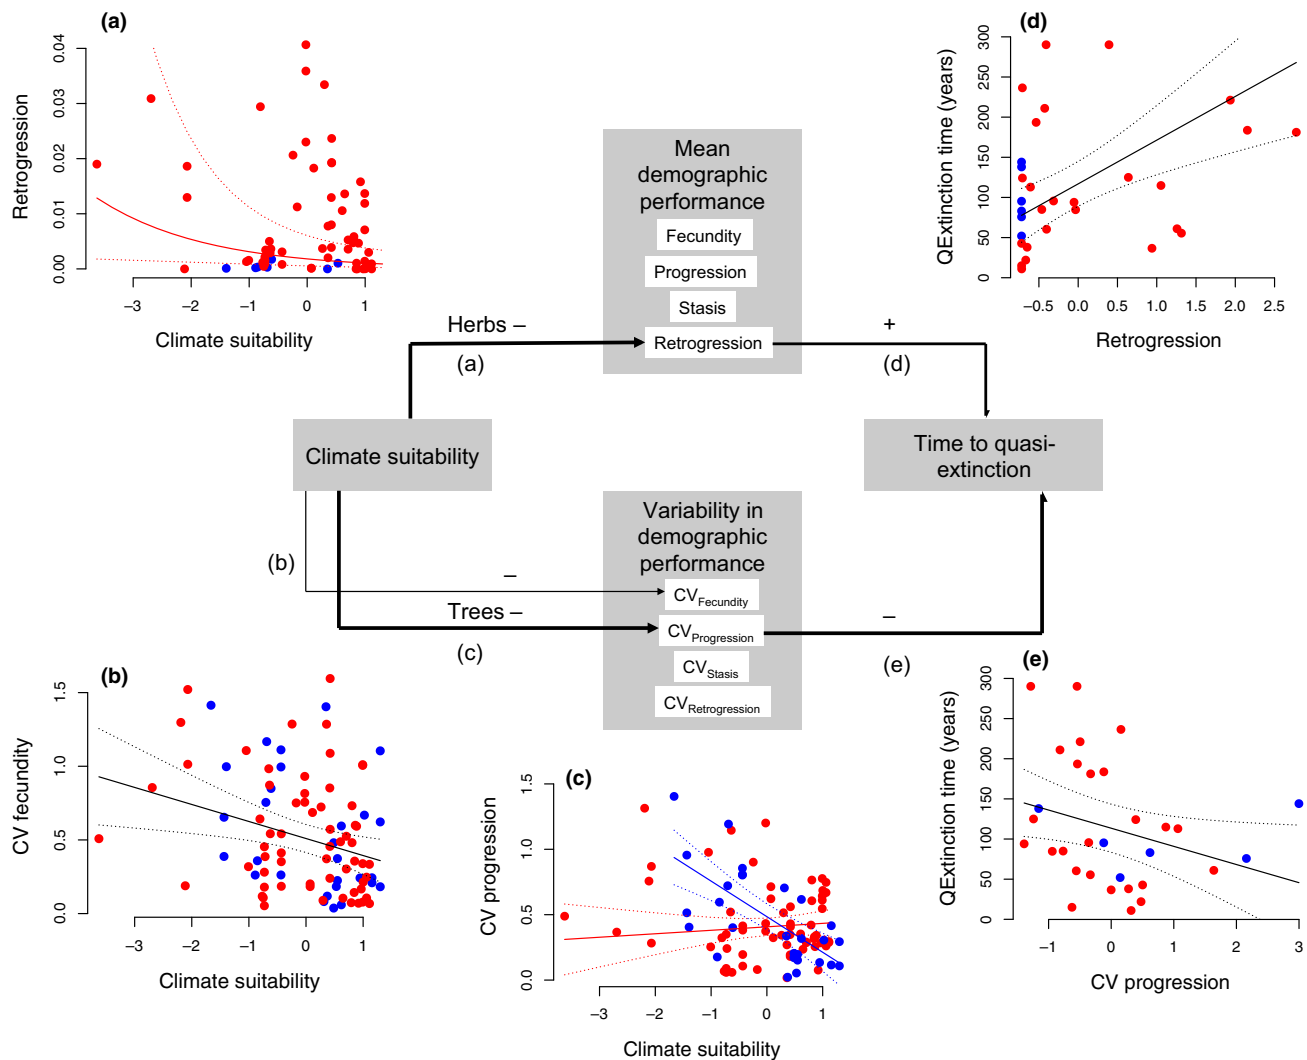 (a)
Retrogression
0.04
0.03
0.02
0.01
0.00
−3
−2
−1
0
1
Climate suitability
(d)
QExtinction time (years)
300
250
200
150
100
50
0
−0.5
0.0
0.5
1.0
1.5
2.0
2.5
Retrogression
Mean
demographic
performance
Fecundity
Progression
Stasis
Retrogression
Herbs –
(a)
+
(d)
Climate suitability
Time to quasi-
extinction
Variability in
demographic
performance
CVFecundity
CVProgression
CVStasis
CVRetrogression
(b)
–
Trees –
(c)
–
(e)
(b)
CV fecundity
1.5
1.0
0.5
0.0
−3
−2
−1
0
1
Climate suitability
(c)
CV progression
1.5
1.0
0.5
0.0
−3
−2
−1
0
1
Climate suitability
(e)
QExtinction time (years)
300
250
200
150
100
50
0
−1
0
1
2
3
CV progression